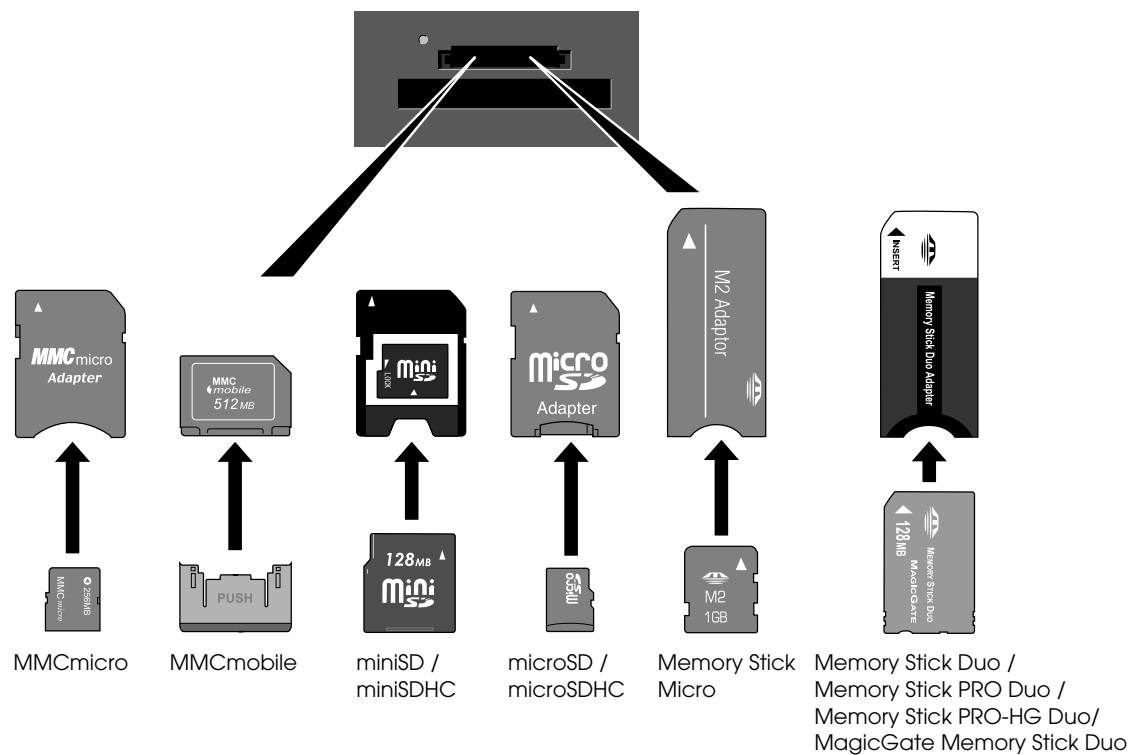 MMCmicro
Adapter
MMC
mobile
512MB
LOCK
mini
SD
micro
SD
Adapter
M2 Adaptor
INSERT
Memory Stick Duo Adapter
MMCmicro
256MB
PUSH
128MB
mini
SD
micro
SD
M2
1GB
128MB
MEMORY STICK DUO
MAGICGATE
MMCmicro
MMCmobile
miniSD /
miniSDHC
microSD /
microSDHC
Memory Stick
Micro
Memory Stick Duo /
Memory Stick PRO Duo /
Memory Stick PRO-HG Duo/
MagicGate Memory Stick Duo